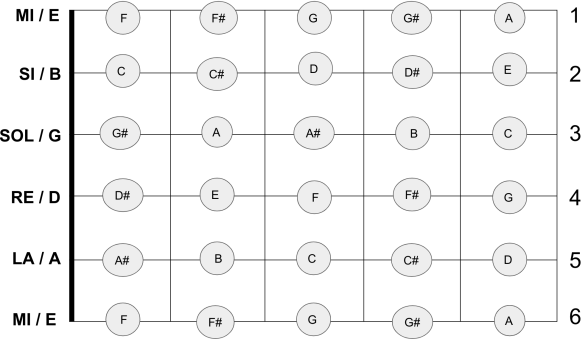 MI / E F F# G G# A 1
SI / B C C# D D# E 2
SOL / G G# A A# B C 3
RE / D D# E F F# G 4
LA / A A# B C C# D 5
MI / E F F# G G# A 6